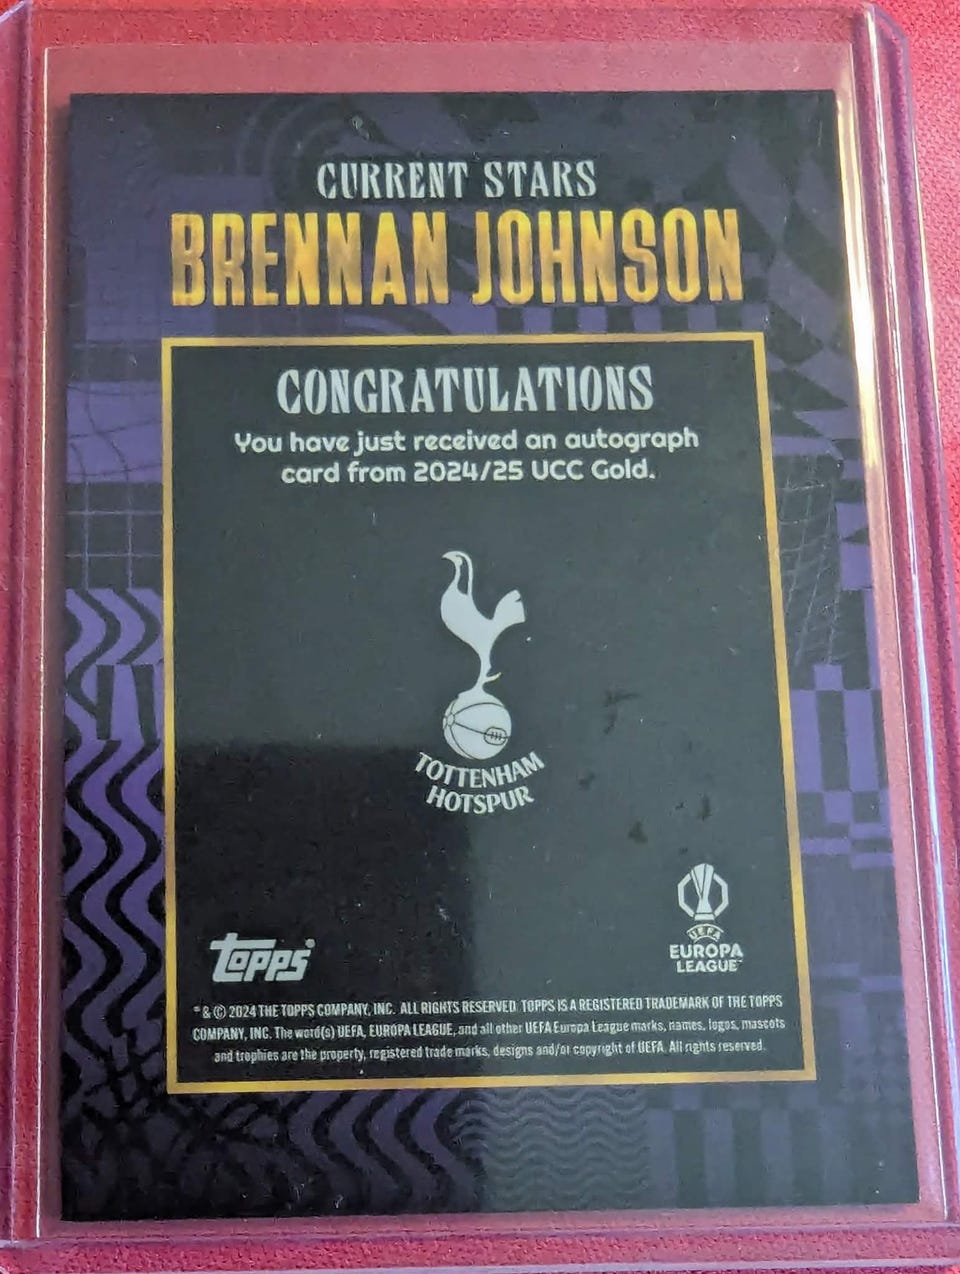 CURRENT STARS
BRENNAN JOHNSON
CONGRATULATIONS
You have just received an autograph
card from 2024/25 UCC Gold.
TOTTENHAM
HOTSPUR
topps®
UEFA
EUROPA
LEAGUE™
® & © 2024 THE TOPPS COMPANY, INC. ALL RIGHTS RESERVED. TOPPS IS A REGISTERED TRADEMARK OF THE TOPPS
COMPANY, INC. The word(s) UEFA, EUROPA LEAGUE, and all other UEFA Europa League marks, names, logos, mascots
and trophies are the property, registered trade marks, designs and/or copyright of UEFA. All rights reserved.